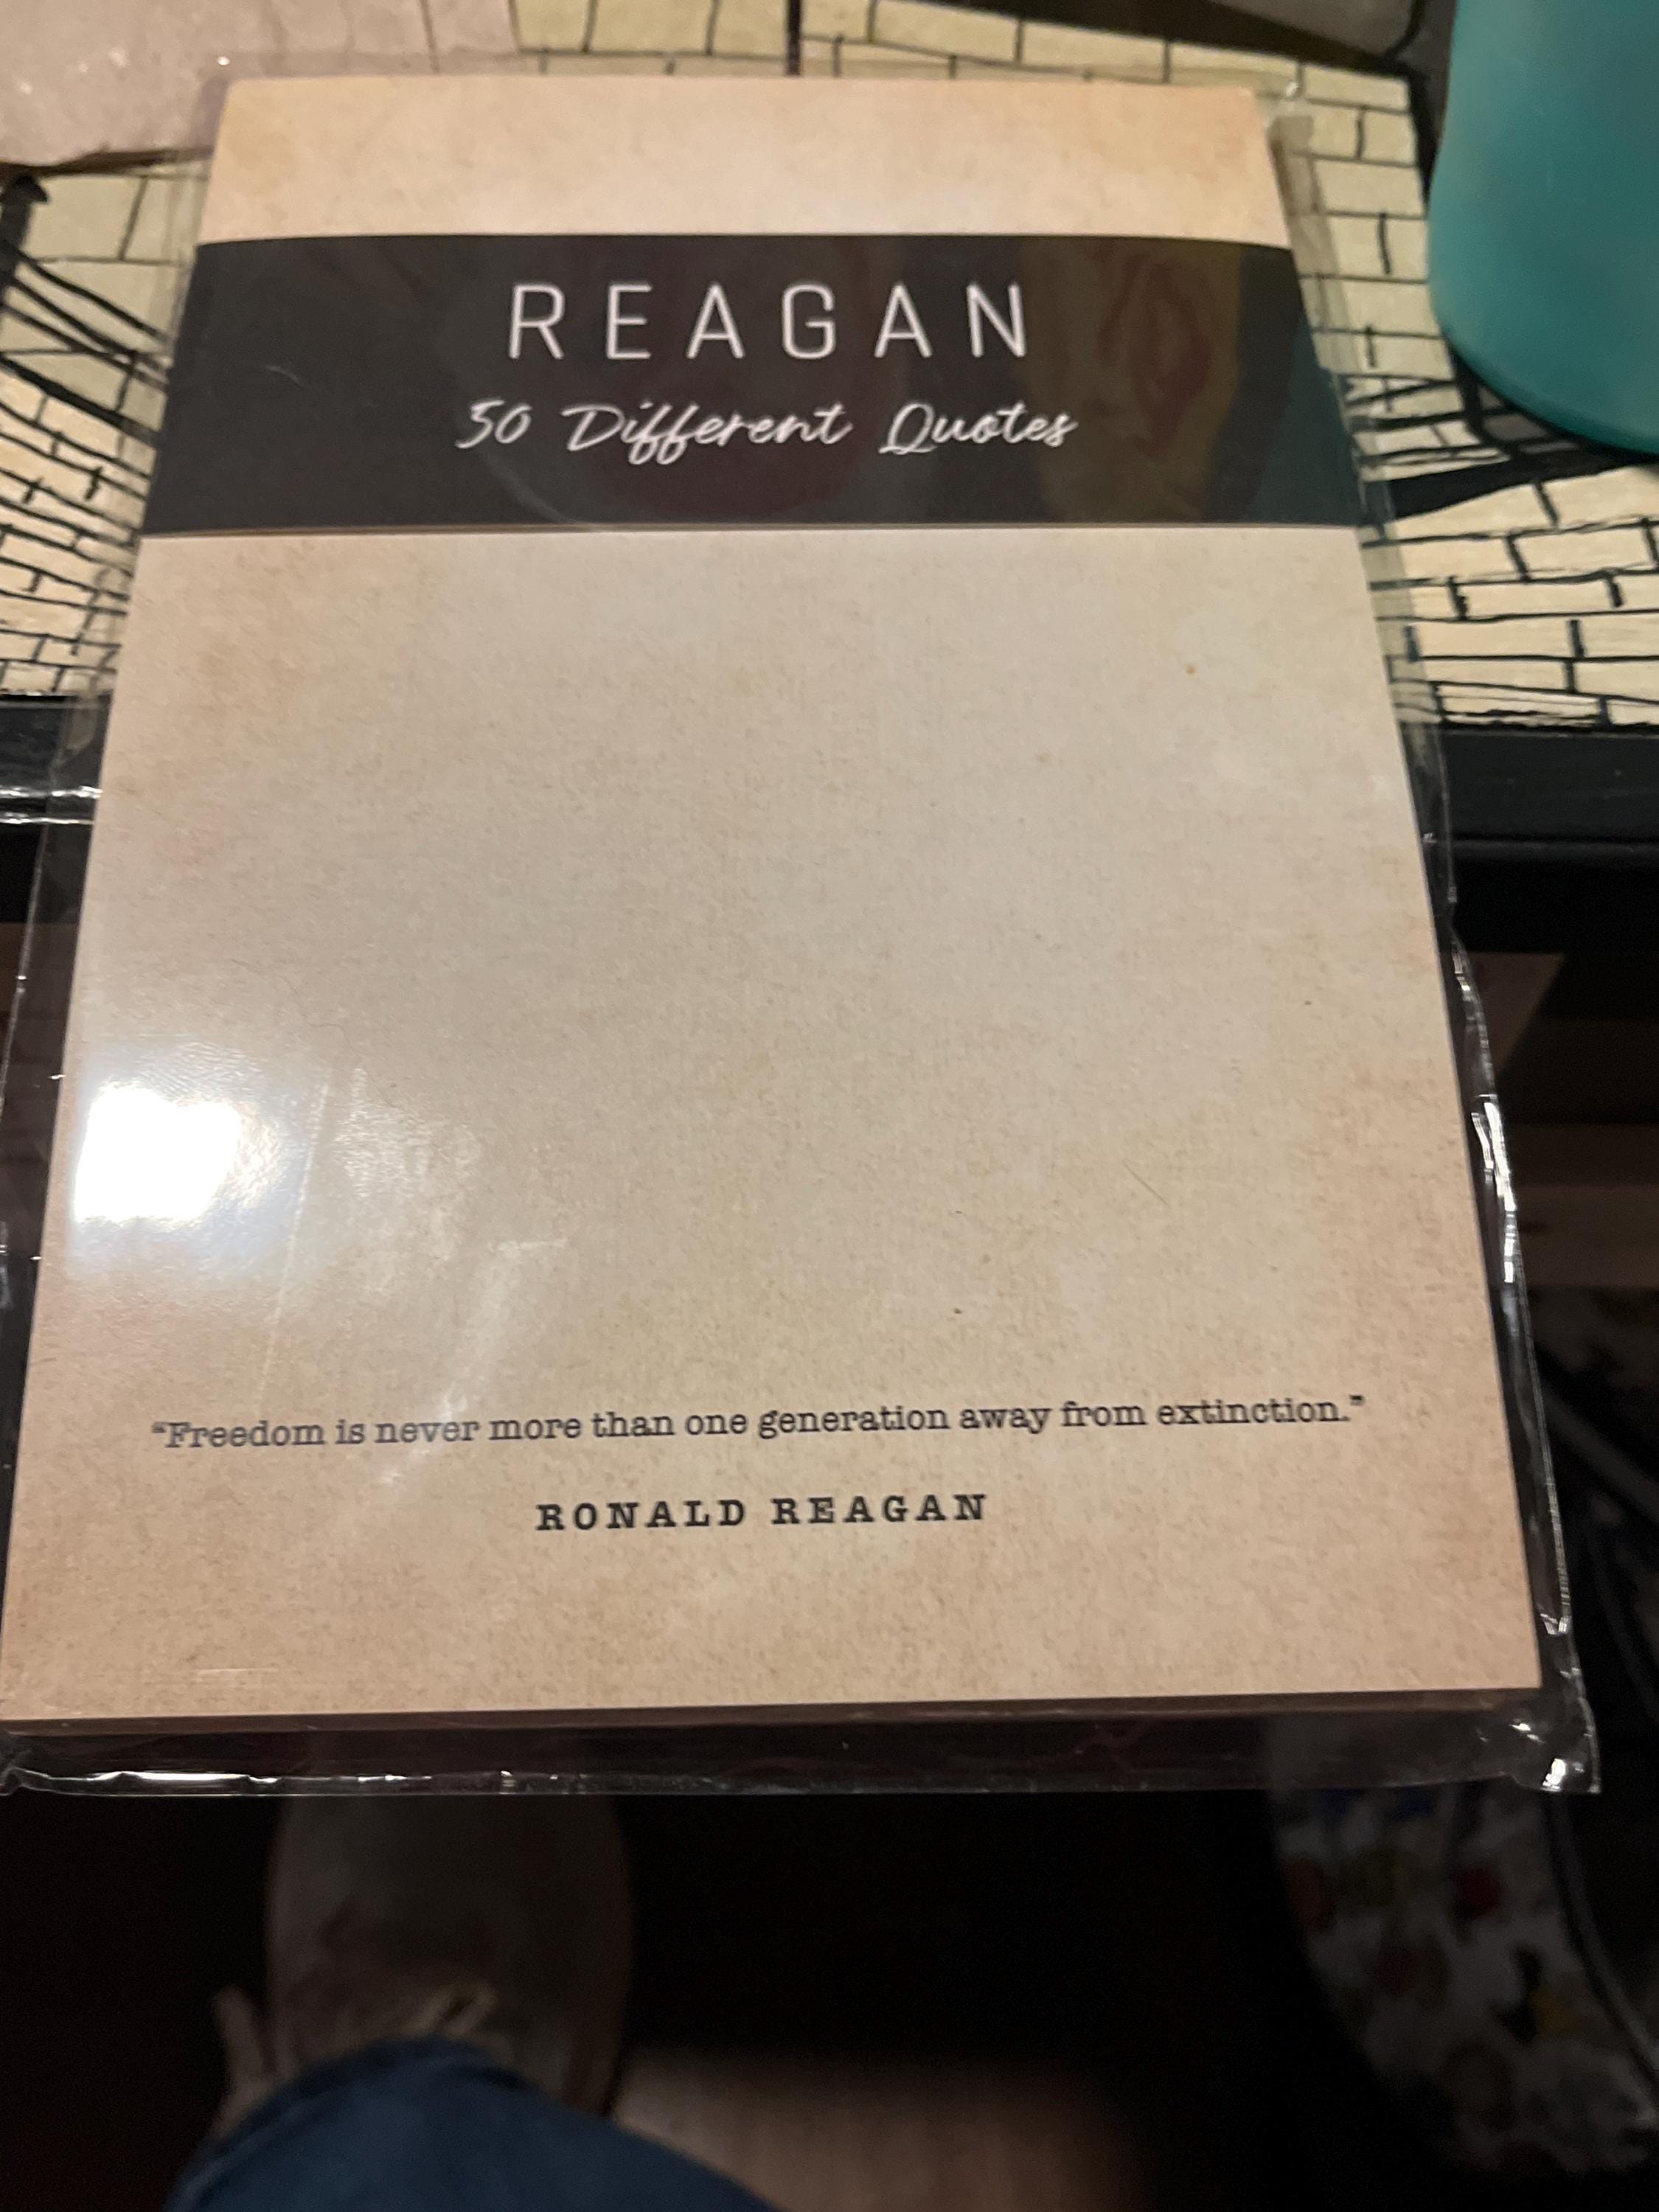 REAGAN
50 Different Quotes
“Freedom is never more than one generation away from extinction.”
RONALD REAGAN